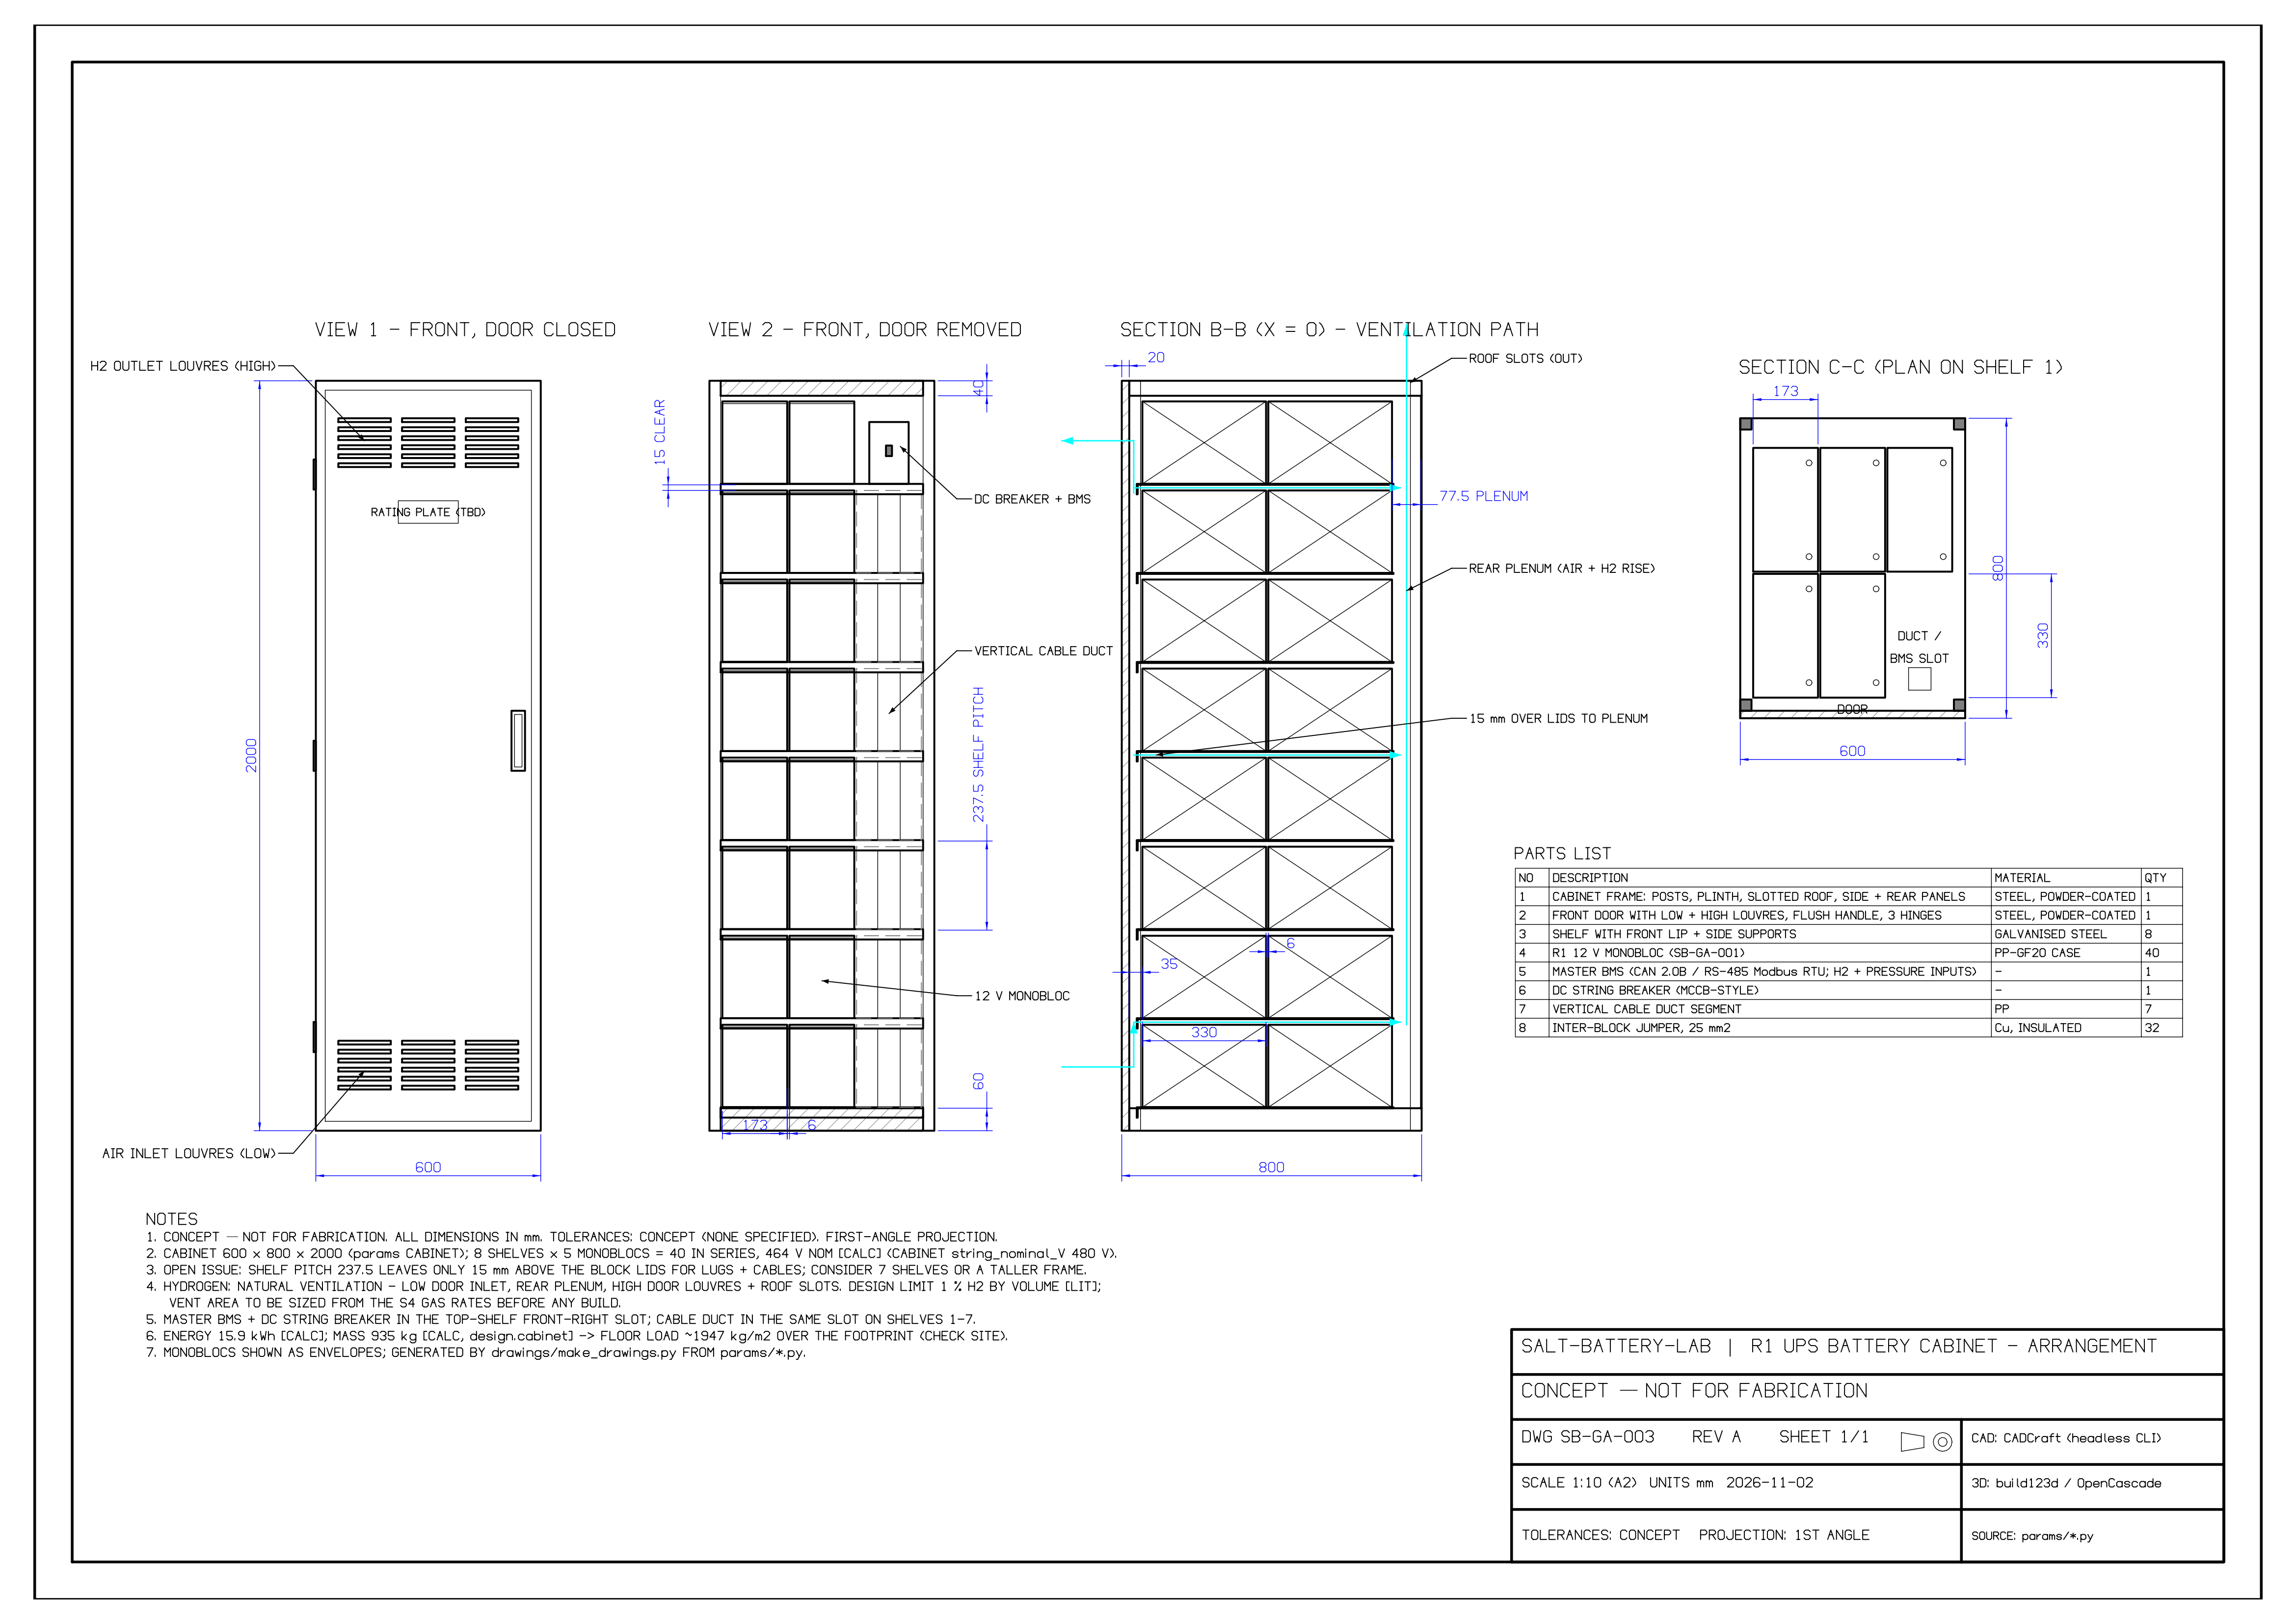 VIEW 1 - FRONT, DOOR CLOSED
H2 OUTLET LOUVRES (HIGH)
RATING PLATE (TBD)
2000
AIR INLET LOUVRES (LOW)
600
VIEW 2 - FRONT, DOOR REMOVED
40
15 CLEAR
DC BREAKER + BMS
VERTICAL CABLE DUCT
237.5 SHELF PITCH
12 V MONOBLOC
60
173
6
SECTION B-B (X = 0) - VENTILATION PATH
20
ROOF SLOTS (OUT)
77.5 PLENUM
REAR PLENUM (AIR + H2 RISE)
15 mm OVER LIDS TO PLENUM
6
35
330
800
SECTION C-C (PLAN ON SHELF 1)
173
800
330
DUCT /
BMS SLOT
DOOR
600
PARTS LIST
NO DESCRIPTION MATERIAL QTY
1 CABINET FRAME: POSTS, PLINTH, SLOTTED ROOF, SIDE + REAR PANELS STEEL, POWDER-COATED 1
2 FRONT DOOR WITH LOW + HIGH LOUVRES, FLUSH HANDLE, 3 HINGES STEEL, POWDER-COATED 1
3 SHELF WITH FRONT LIP + SIDE SUPPORTS GALVANISED STEEL 8
4 R1 12 V MONOBLOC (SB-GA-001) PP-GF20 CASE 40
5 MASTER BMS (CAN 2.0B / RS-485 Modbus RTU; H2 + PRESSURE INPUTS) - 1
6 DC STRING BREAKER (MCCB-STYLE) - 1
7 VERTICAL CABLE DUCT SEGMENT PP 7
8 INTER-BLOCK JUMPER, 25 mm2 Cu, INSULATED 32
NOTES
1. CONCEPT — NOT FOR FABRICATION. ALL DIMENSIONS IN mm. TOLERANCES: CONCEPT (NONE SPECIFIED). FIRST-ANGLE PROJECTION.
2. CABINET 600 x 800 x 2000 (params CABINET); 8 SHELVES x 5 MONOBLOCS = 40 IN SERIES, 464 V NOM [CALC] (CABINET string_nominal_V 480 V).
3. OPEN ISSUE: SHELF PITCH 237.5 LEAVES ONLY 15 mm ABOVE THE BLOCK LIDS FOR LUGS + CABLES; CONSIDER 7 SHELVES OR A TALLER FRAME.
4. HYDROGEN: NATURAL VENTILATION - LOW DOOR INLET, REAR PLENUM, HIGH DOOR LOUVRES + ROOF SLOTS. DESIGN LIMIT 1 % H2 BY VOLUME [LIT];
VENT AREA TO BE SIZED FROM THE S4 GAS RATES BEFORE ANY BUILD.
5. MASTER BMS + DC STRING BREAKER IN THE TOP-SHELF FRONT-RIGHT SLOT; CABLE DUCT IN THE SAME SLOT ON SHELVES 1-7.
6. ENERGY 15.9 kWh [CALC]; MASS 935 kg [CALC, design.cabinet] -> FLOOR LOAD ~1947 kg/m2 OVER THE FOOTPRINT (CHECK SITE).
7. MONOBLOCS SHOWN AS ENVELOPES; GENERATED BY drawings/make_drawings.py FROM params/*.py.
SALT-BATTERY-LAB | R1 UPS BATTERY CABINET - ARRANGEMENT
CONCEPT — NOT FOR FABRICATION
DWG SB-GA-003 REV A SHEET 1/1
CAD: CADCraft (headless CLI)
SCALE 1:10 (A2) UNITS mm 2026-11-02
3D: build123d / OpenCascade
TOLERANCES: CONCEPT PROJECTION: 1ST ANGLE
SOURCE: params/*.py